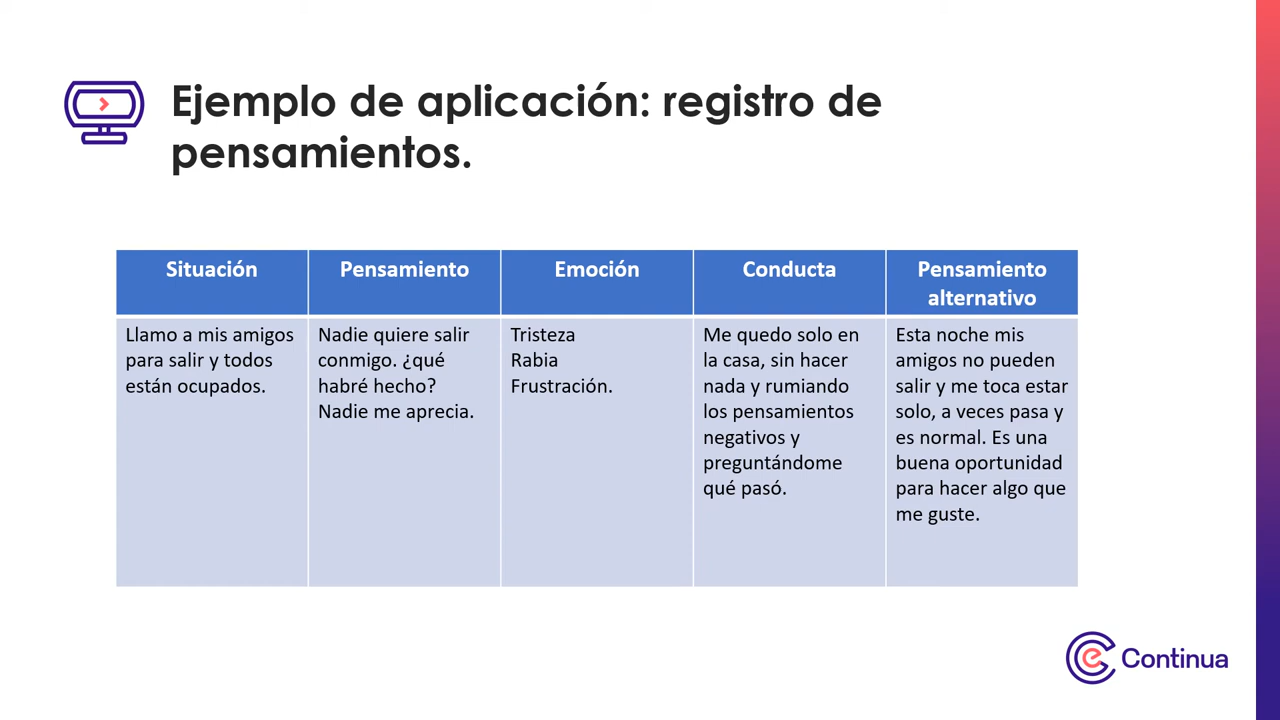 Ejemplo de aplicación: registro de
pensamientos.
Situación
Pensamiento
Emoción
Conducta
Pensamiento
alternativo
Llamo a mis amigos
para salir y todos
están ocupados.
Nadie quiere salir
conmigo. ¿qué
habré hecho?
Nadie me aprecia.
Tristeza
Rabia
Frustración.
Me quedo solo en
la casa, sin hacer
nada y rumiando
los pensamientos
negativos y
preguntándome
qué pasó.
Esta noche mis
amigos no pueden
salir y me toca estar
solo, a veces pasa y
es normal. Es una
buena oportunidad
para hacer algo que
me guste.
Continua